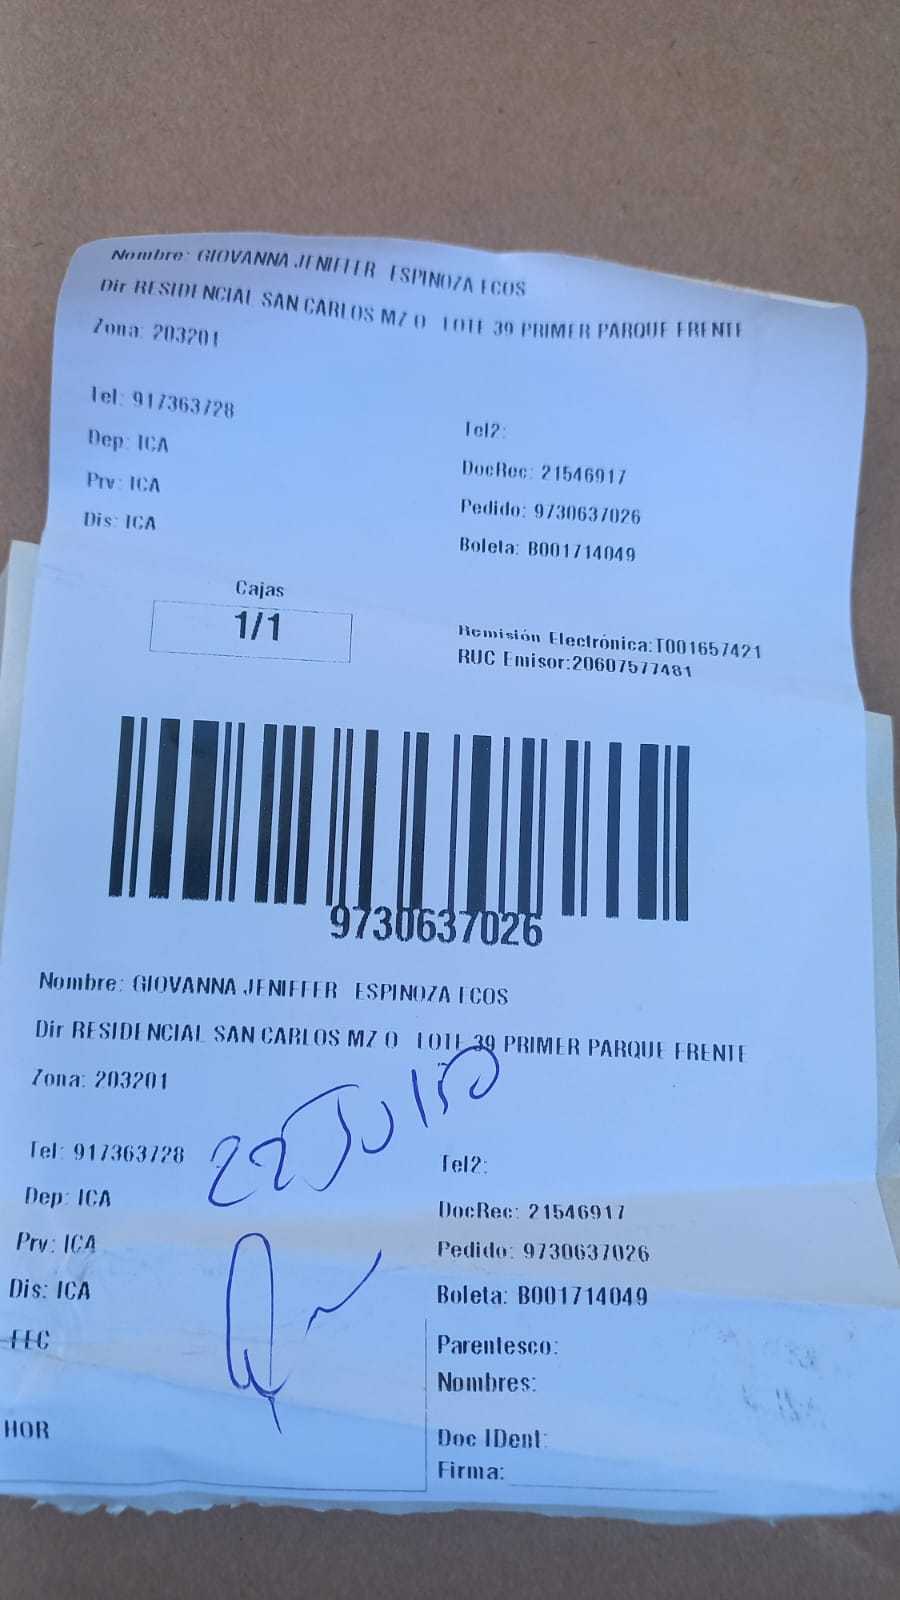 Nombre: GIOVANNA JENIFFER ESPINOZA ECOS
Dir RESIDENCIAL SAN CARLOS MZ O LOTE 39 PRIMER PARQUE FRENTE
Zona: 203201
Tel: 917363728
Tel2:
Dep: ICA
DocRec: 21546917
Prv: ICA
Pedido: 9730637026
Dis: ICA
Boleta: B001714049
Cajas
1/1
Remisión Electrónica:T001657421
RUC Emisor:20607577481
9730637026
Nombre: GIOVANNA JENIFFER ESPINOZA ECOS
Dir RESIDENCIAL SAN CARLOS MZ O LOTE 39 PRIMER PARQUE FRENTE
Zona: 203201
22 Julio
Tel: 917363728
Tel2:
Dep: ICA
DocRec: 21546917
Prv: ICA
Pedido: 9730637026
Dis: ICA
Boleta: B001714049
FEC
Parentesco:
Nombres:
HOR
Doc IDent:
Firma: